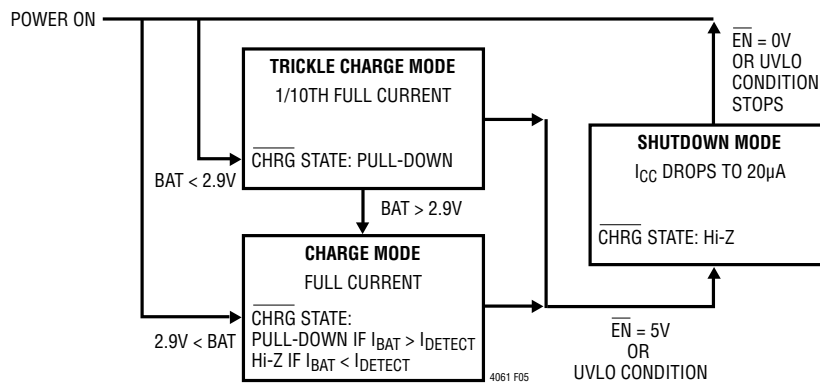 POWER ON
TRICKLE CHARGE MODE
1/10TH FULL CURRENT
CHRG STATE: PULL-DOWN
BAT < 2.9V
BAT > 2.9V
CHARGE MODE
FULL CURRENT
CHRG STATE:
PULL-DOWN IF IBAT > IDETECT
Hi-Z IF IBAT < IDETECT
2.9V < BAT
4061 F05
EN = 0V
OR UVLO
CONDITION
STOPS
SHUTDOWN MODE
ICC DROPS TO 20µA
CHRG STATE: Hi-Z
EN = 5V
OR
UVLO CONDITION